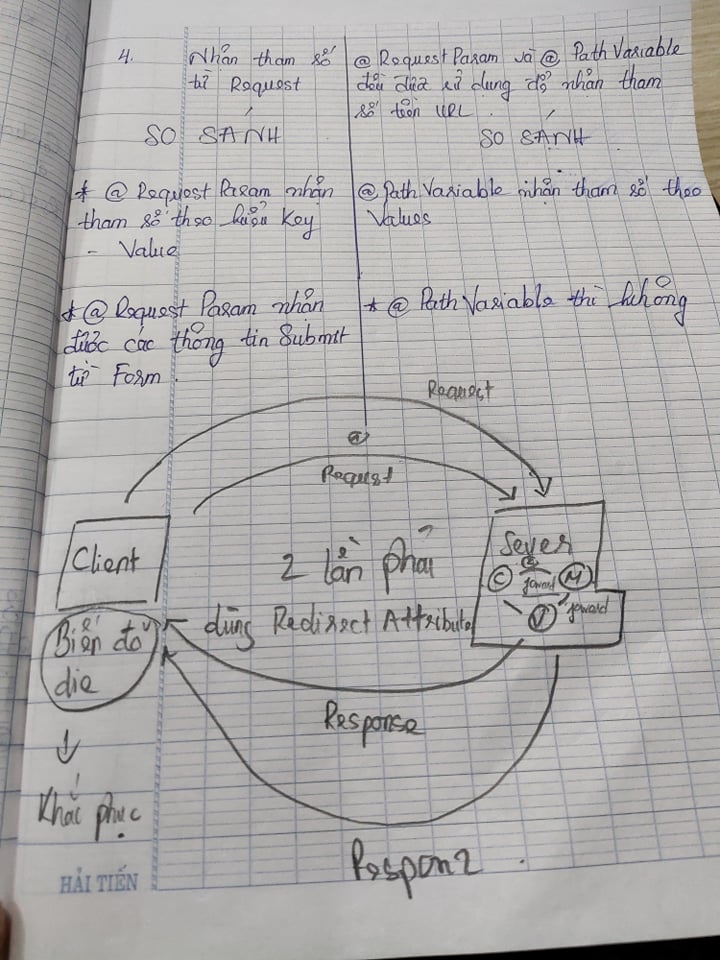 4.
Nhận tham số
từ Request
@ Request Param và @ Path Variable
đều được sử dụng để nhận tham
số trên URL.
SO SÁNH
SO SÁNH
* @ Request Param nhận
tham số theo kiểu Key
- Value
@ Path Variable nhận tham số theo
Values
* @ Request Param nhận
được các thông tin Submit
từ Form.
* @ Path Variable thì không
Request
Request
Client
2 lần phải
dùng Redirect Attribute
Sever
C
forward
M
V
forward
Biến đó
die
Response
Khắc phục
Respon2
HẢI TIẾN